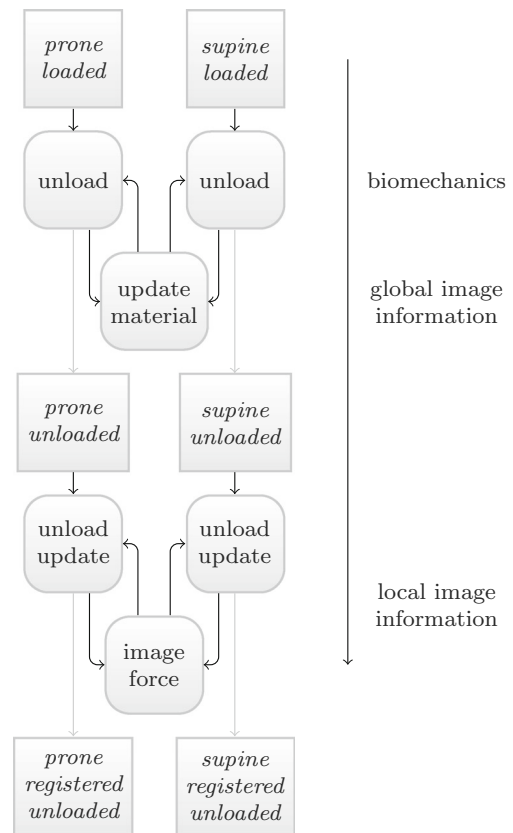 prone
loaded
supine
loaded
unload
unload
biomechanics
update
material
global image
information
prone
unloaded
supine
unloaded
unload
update
unload
update
local image
information
image
force
prone
registered
unloaded
supine
registered
unloaded